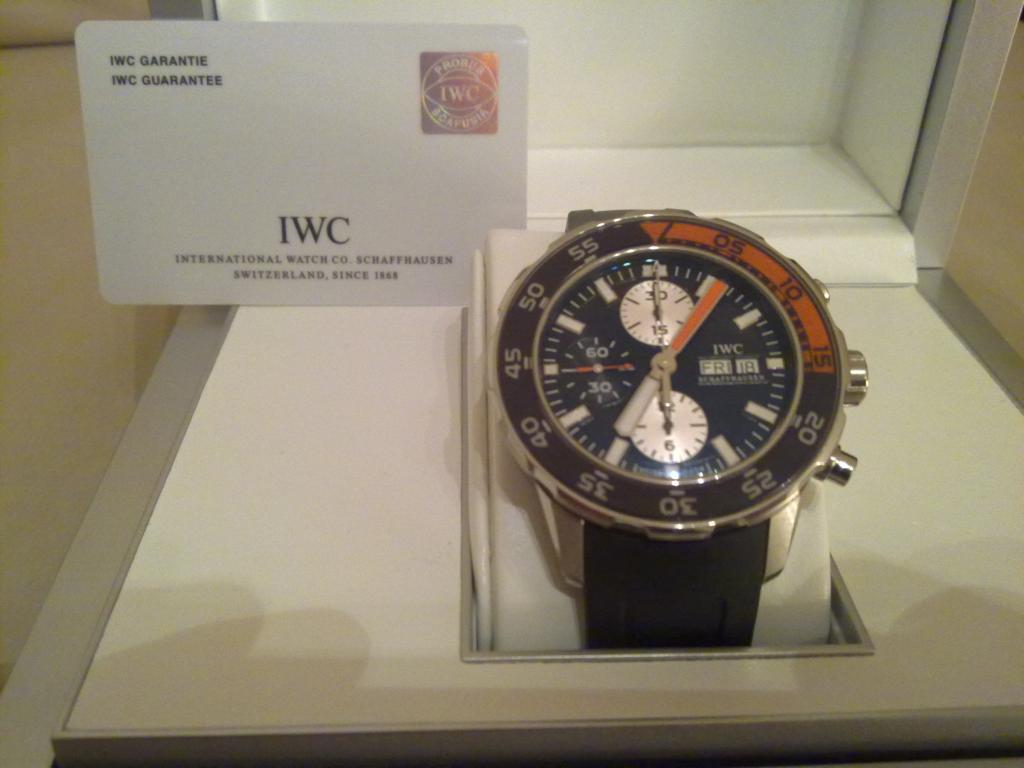 IWC GARANTIE
IWC GUARANTEE
PROBUS
IWC
SCAFUSIA
IWC
INTERNATIONAL WATCH CO. SCHAFFHAUSEN
SWITZERLAND, SINCE 1868
05
10
15
20
25
30
35
40
45
50
55
30
15
60
30
IWC
FRI 18
SCHAFFHAUSEN
6